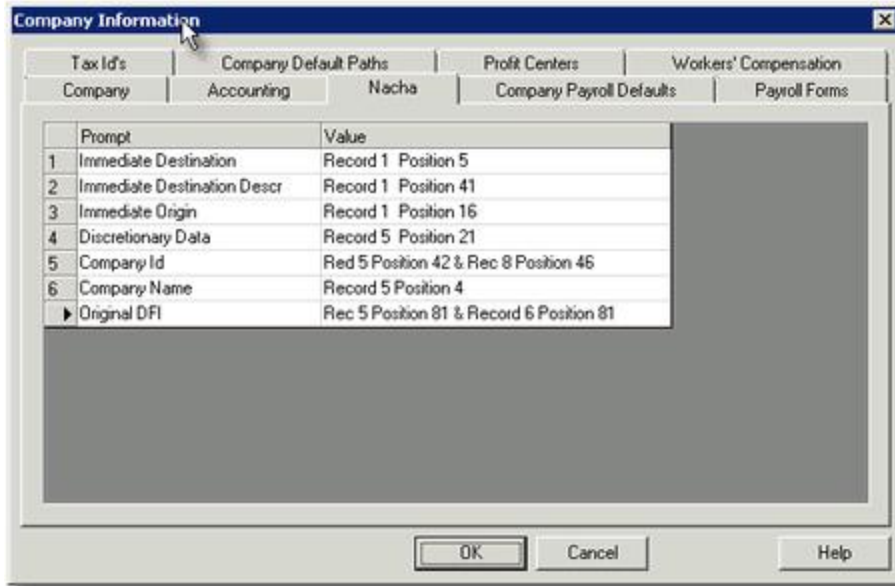 Company Information
Tax Id's Company Default Paths Profit Centers Workers' Compensation
Company Accounting Nacha Company Payroll Defaults Payroll Forms
Prompt Value
1 Immediate Destination Record 1 Position 5
2 Immediate Destination Descr Record 1 Position 41
3 Immediate Origin Record 1 Position 16
4 Discretionary Data Record 5 Position 21
5 Company Id Red 5 Position 42 & Rec 8 Position 46
6 Company Name Record 5 Position 4
Original DFI Rec 5 Position 81 & Record 6 Position 81
OK Cancel Help